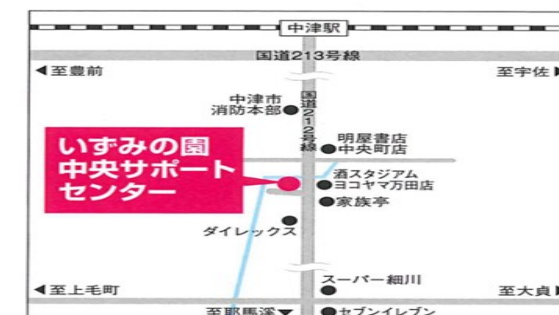 中津駅
国道213号線
◀至豊前
至宇佐▶
中津市
消防本部
国道212号線
明屋書店
中央町店
いずみの園
中央サポート
センター
酒スタジアム
ヨコヤマ万田店
家族亭
ダイレックス
スーパー細川
◀至上毛町
至大貞▶
至耶馬溪▼
セブンイレブン